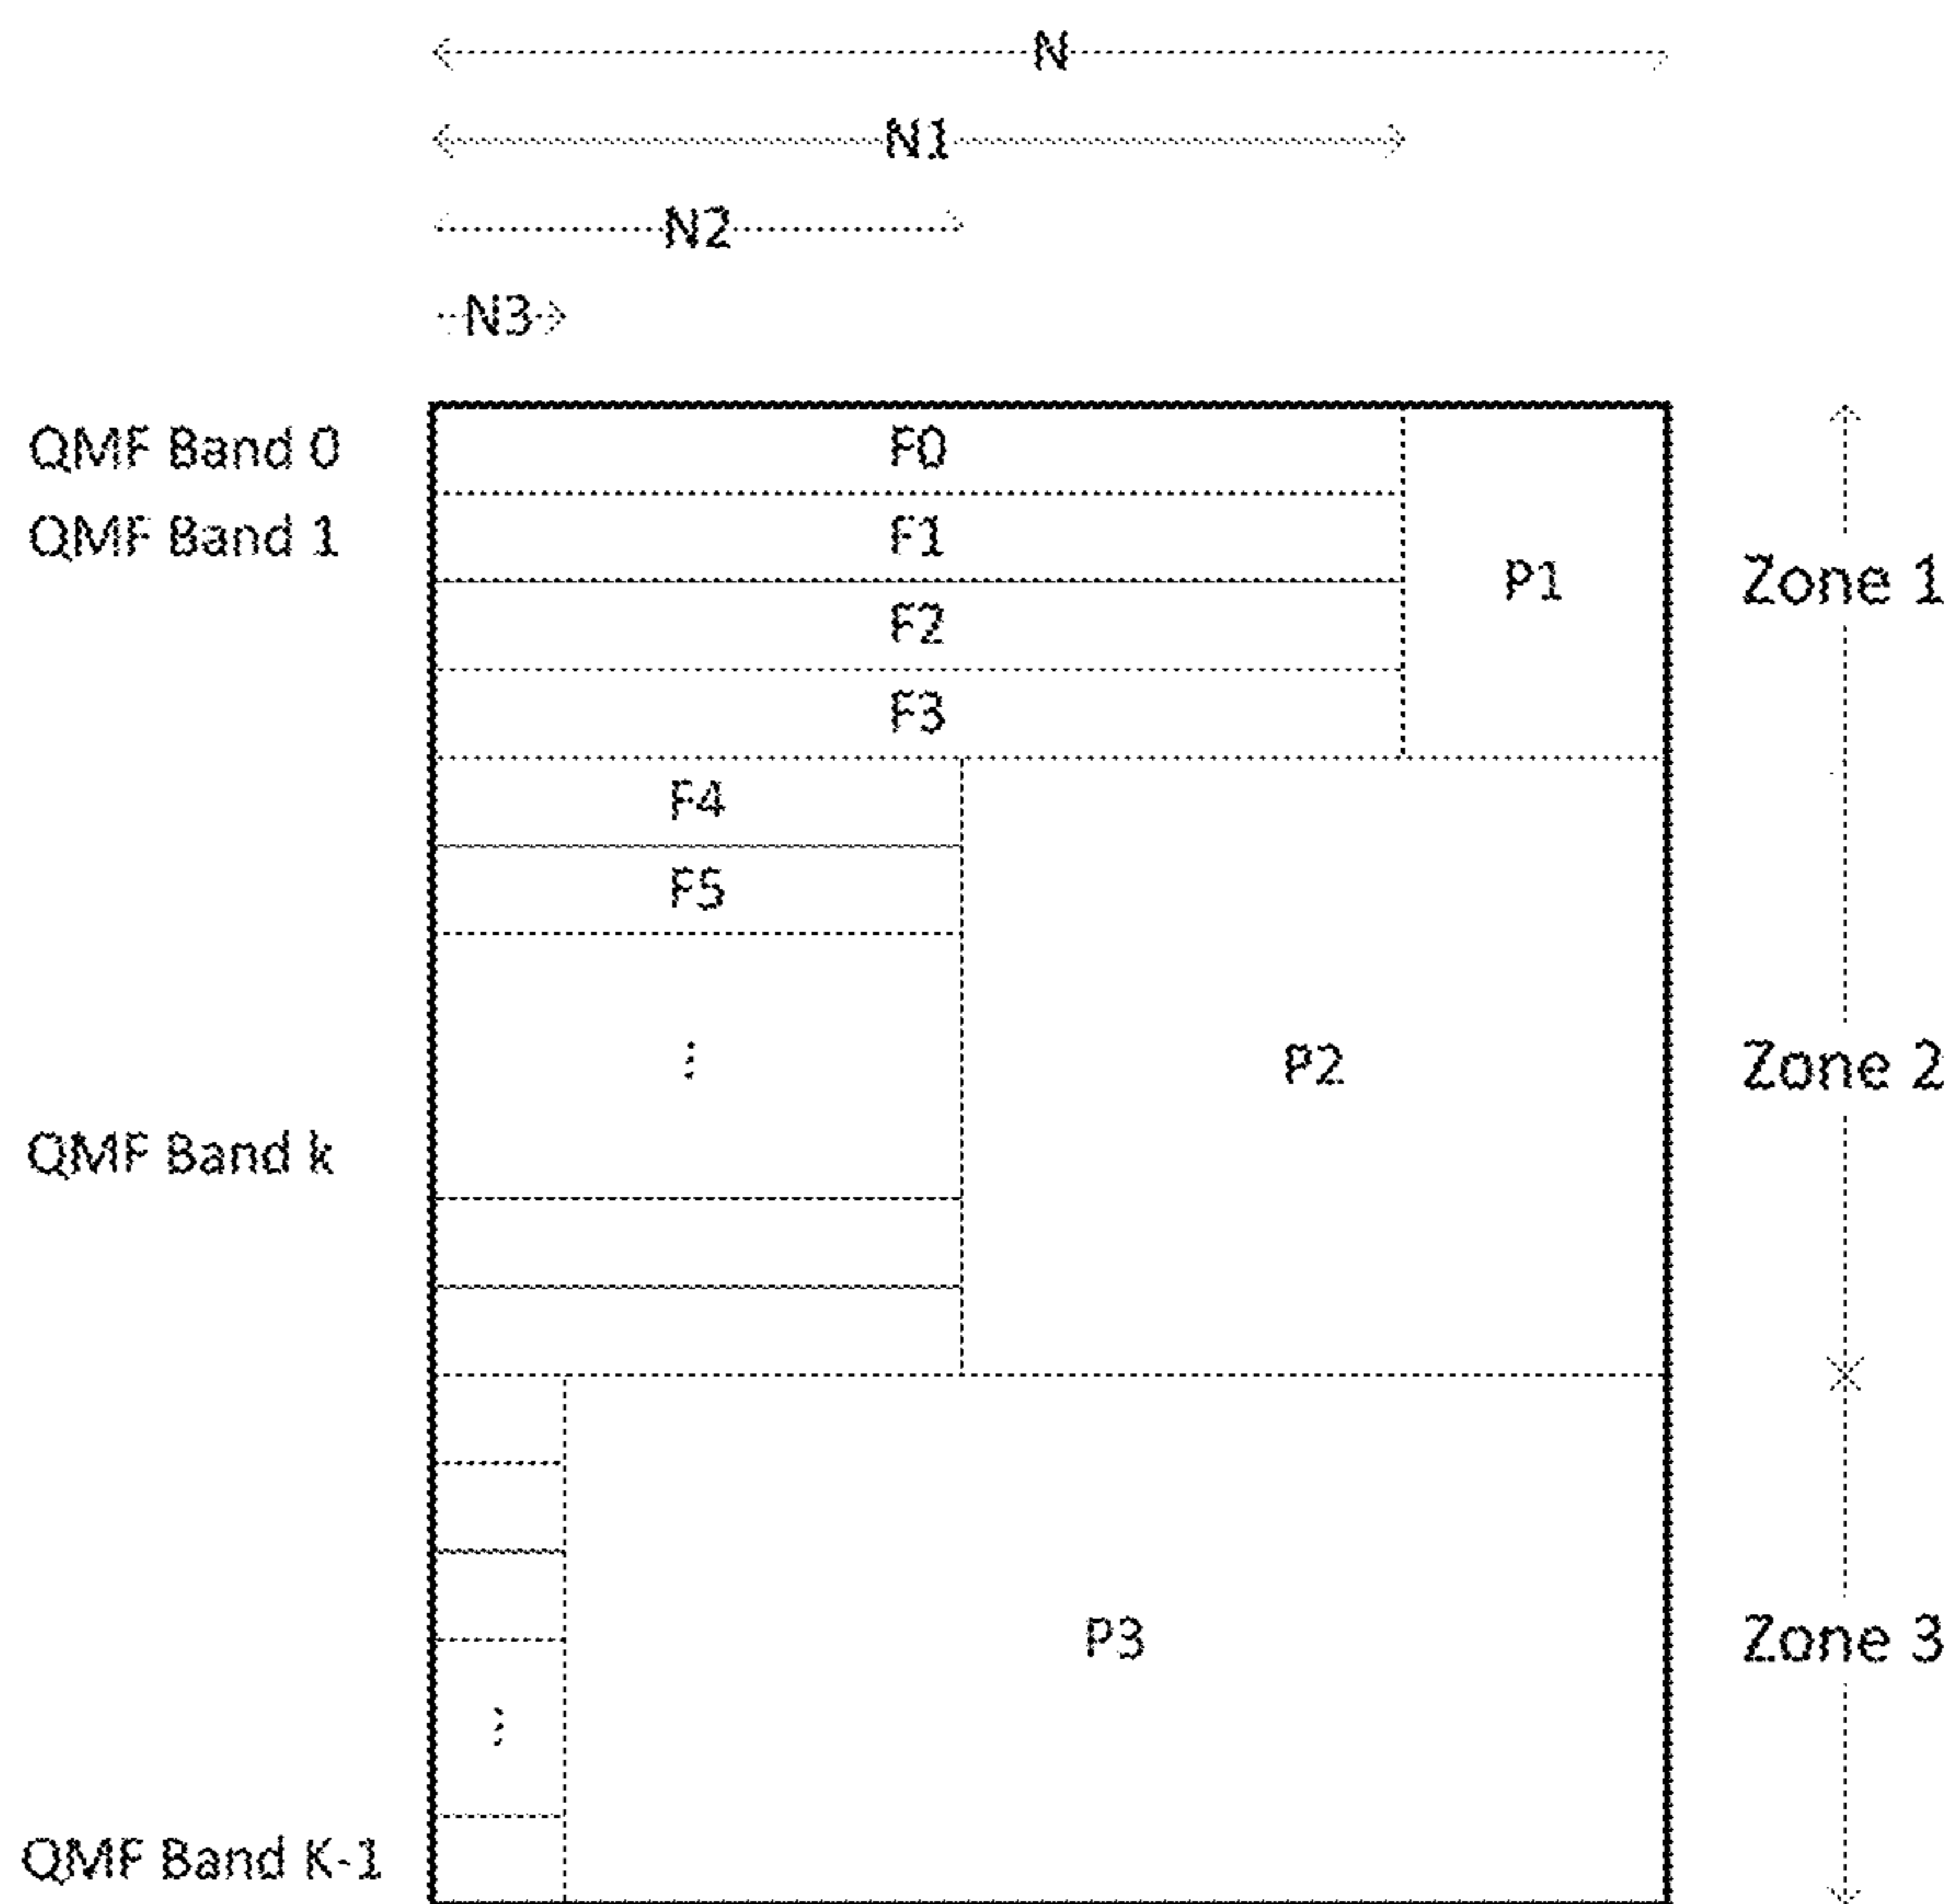 N
N1
N2
N3
QMF Band 0
F0
QMF Band 1
F1
P1
Zone 1
F2
F3
F4
F5
:
P2
Zone 2
QMF Band k
P3
Zone 3
:
QMF Band K-1